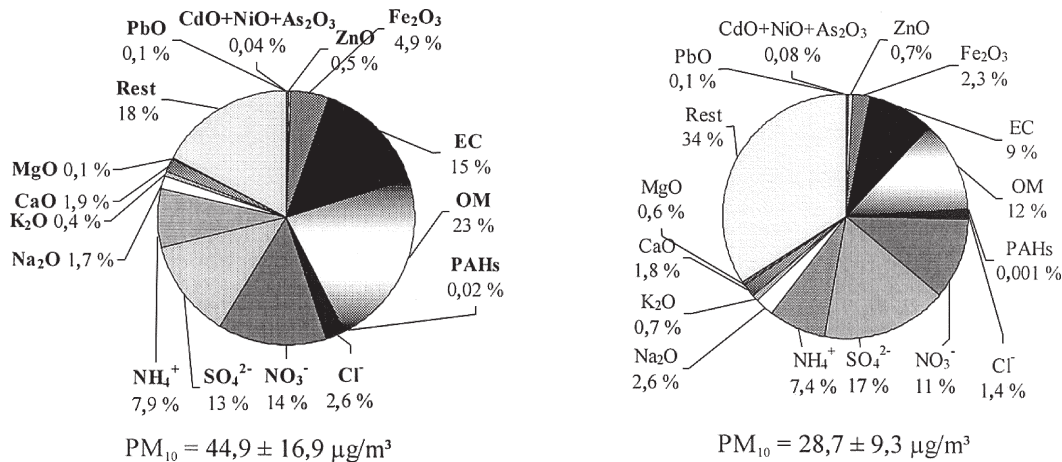 CdO+NiO+As₂O₃
0,04 %
PbO
0,1 %
ZnO
0,5 %
Fe₂O₃
4,9 %
Rest
18 %
EC
15 %
MgO 0,1 %
CaO 1,9 %
K₂O 0,4 %
Na₂O 1,7 %
OM
23 %
PAHs
0,02 %
NH₄⁺
7,9 %
SO₄²⁻
13 %
NO₃⁻
14 %
Cl⁻
2,6 %
PM₁₀ = 44,9 ± 16,9 µg/m³
CdO+NiO+As₂O₃
0,08 %
PbO
0,1 %
ZnO
0,7%
Fe₂O₃
2,3 %
Rest
34 %
EC
9 %
OM
12 %
MgO
0,6 %
CaO
1,8 %
K₂O
0,7 %
Na₂O
2,6 %
PAHs
0,001 %
NH₄⁺
7,4 %
SO₄²⁻
17 %
NO₃⁻
11 %
Cl⁻
1,4 %
PM₁₀ = 28,7 ± 9,3 µg/m³